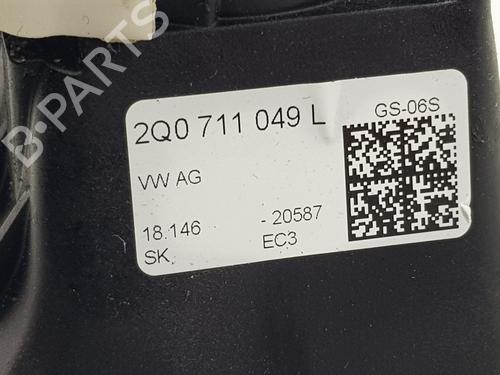 B-PARTS
2Q0 711 049 L
GS-06S
VW AG
18.146 - 20587
SK EC3